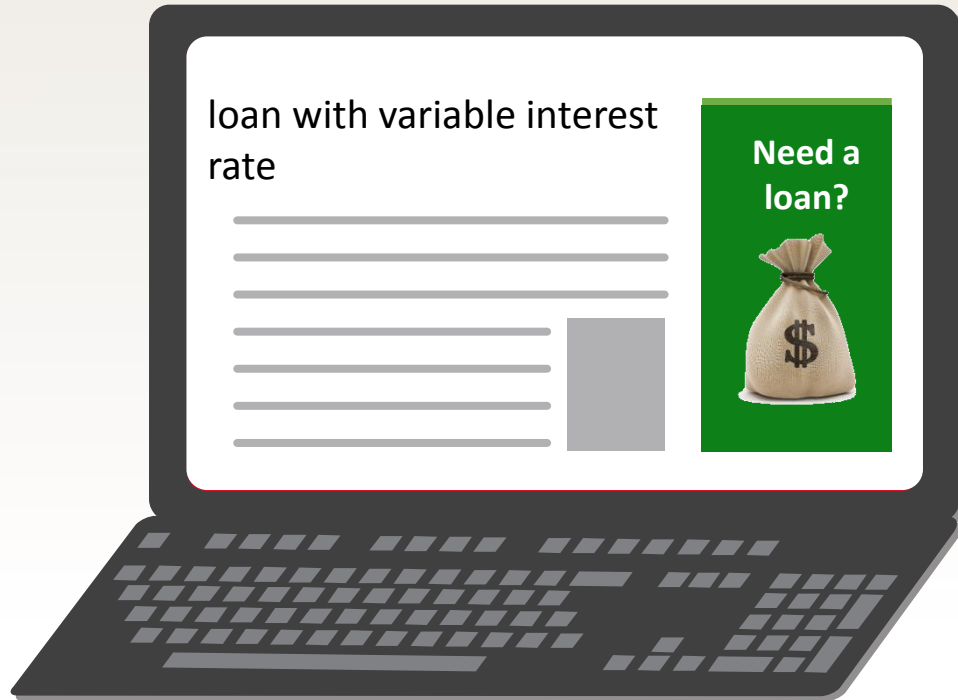 loan with variable interest
rate
Need a
loan?
$